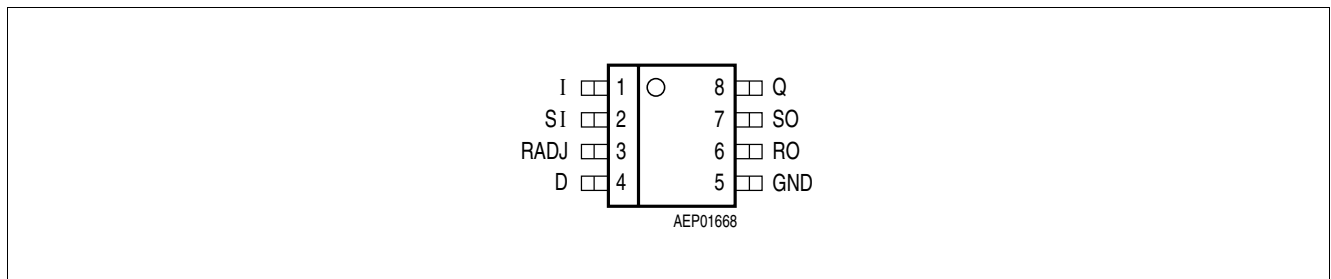 I 1 8 Q
SI 2 7 SO
RADJ 3 6 RO
D 4 5 GND
AEP01668